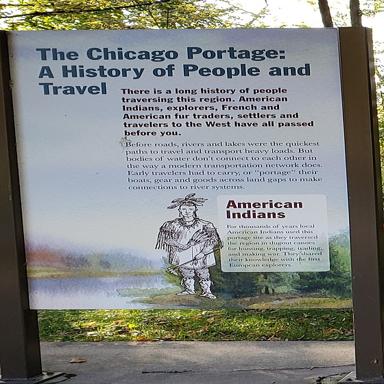 The Chicago Portage:
A History of People and
Travel
There is a long history of people
traversing this region. American
Indians, explorers, French and
American fur traders, settlers and
travelers to the West have all passed
before you.
Before roads, rivers and lakes were the quickest
paths to travel and transport heavy loads. But
bodies of water don't connect to each other in
the way a modern transportation network does.
Early travelers had to carry, or "portage" their
boats, gear and goods across land gaps to make
connections to river systems.
American
Indians
For thousands of years local
American Indians used this
portage site as they traversed
the region in dugout canoes
for hunting, trapping, trading,
and making war. They shared
their knowledge with the first
European explorers.